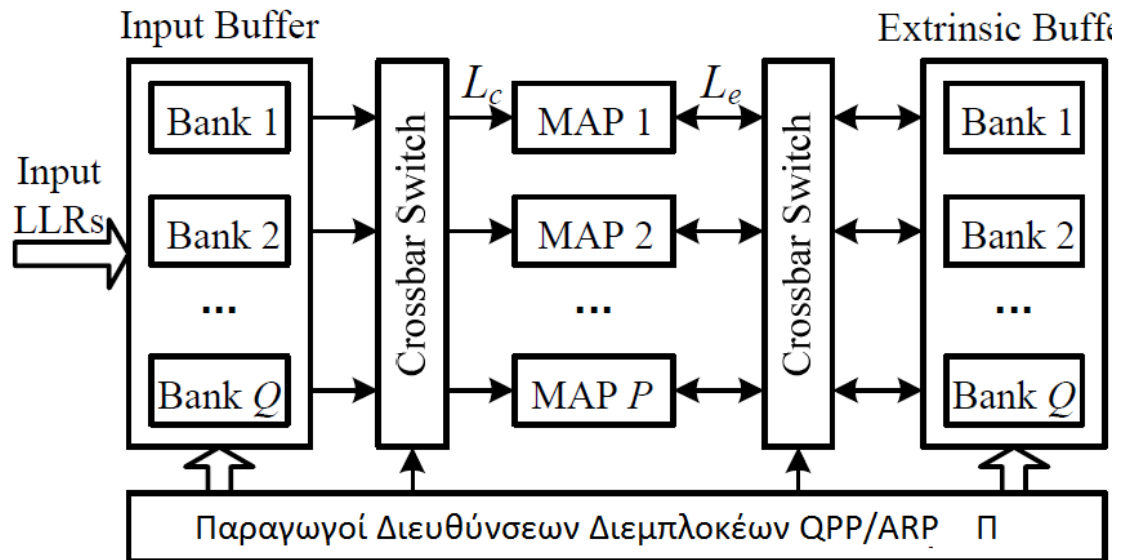 Input Buffer
Extrinsic Buffe
Input
LLRs
Bank 1
Bank 2
...
Bank Q
Crossbar Switch
L_c
MAP 1
MAP 2
...
MAP P
L_e
Crossbar Switch
Bank 1
Bank 2
...
Bank Q
Παραγωγοί Διευθύνσεων Διεμπλοκέων QPP/ARP Π